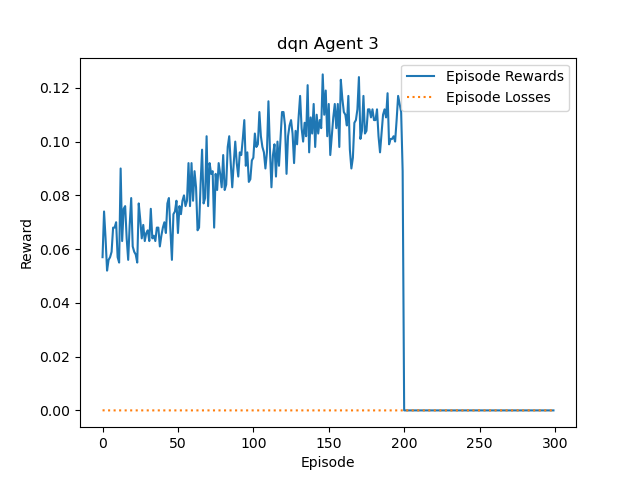 dqn Agent 3
Episode Rewards
Episode Losses
Reward
0.12
0.10
0.08
0.06
0.04
0.02
0.00
0 50 100 150 200 250 300
Episode